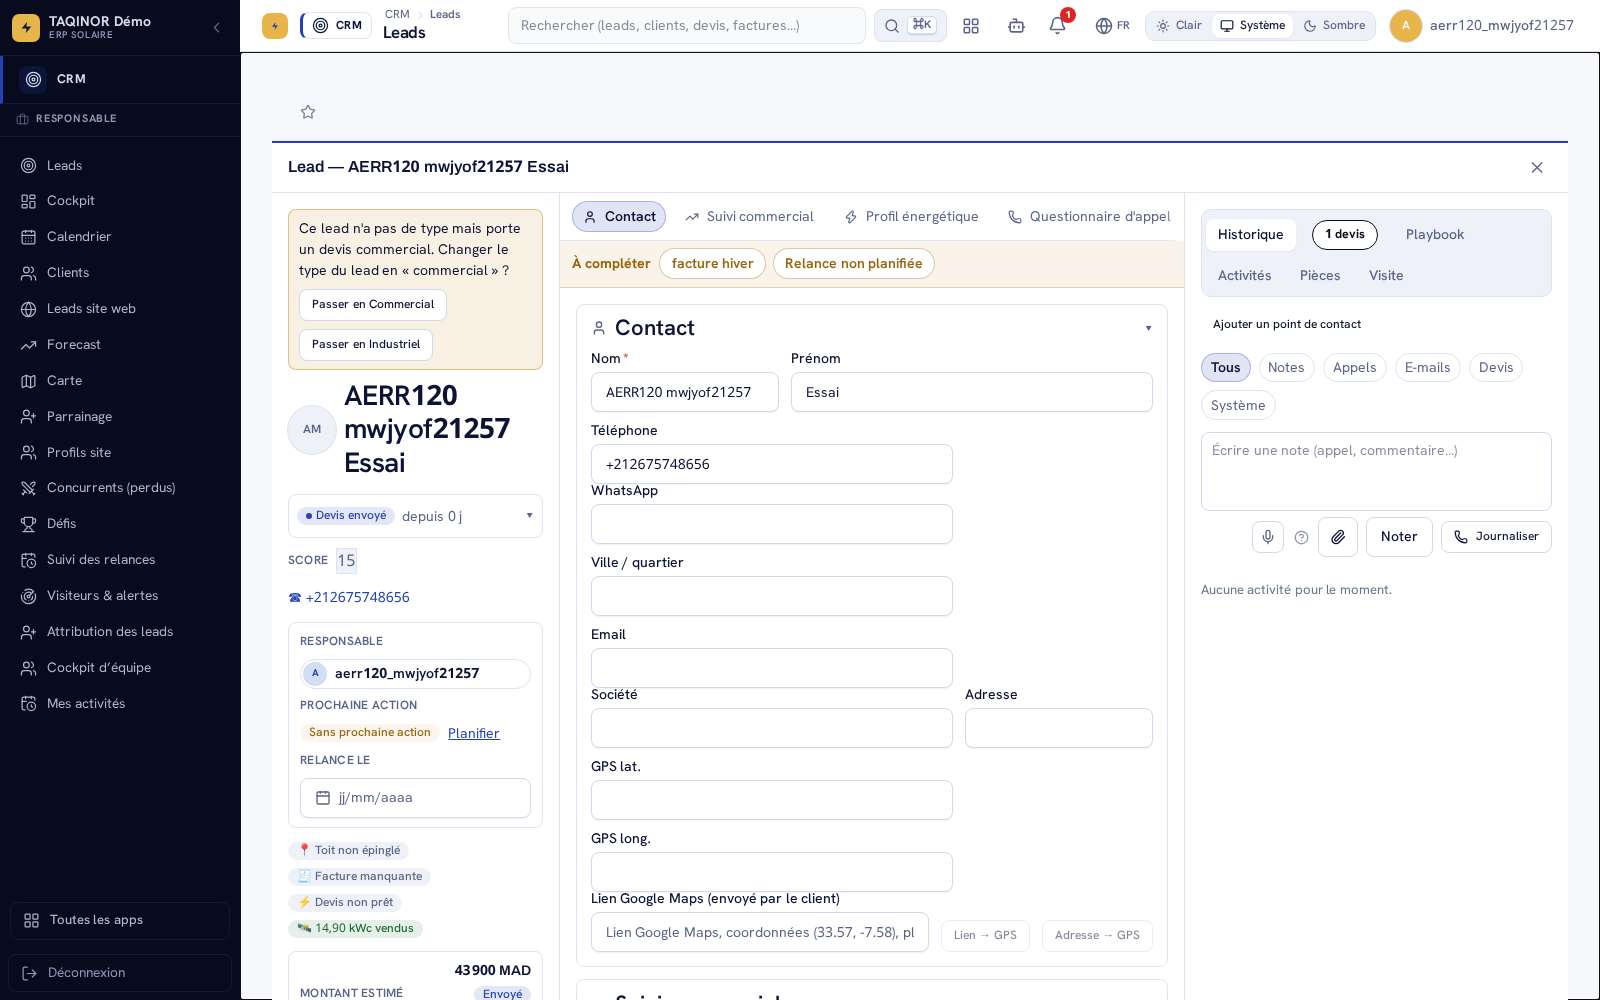 TAQINOR Démo
ERP SOLAIRE
CRM
RESPONSABLE
Leads
Cockpit
Calendrier
Clients
Leads site web
Forecast
Carte
Parrainage
Profils site
Concurrents (perdus)
Défis
Suivi des relances
Visiteurs & alertes
Attribution des leads
Cockpit d’équipe
Mes activités
Toutes les apps
Déconnexion
CRM
CRM > Leads
Leads
Rechercher (leads, clients, devis, factures...)
⌘K
1
FR
Clair
Système
Sombre
A
aerr120_mwjyof21257
Lead — AERR120 mwjyof21257 Essai
Ce lead n'a pas de type mais porte
un devis commercial. Changer le
type du lead en « commercial » ?
Passer en Commercial
Passer en Industriel
AM
AERR120
mwjyof21257
Essai
Devis envoyé depuis 0 j
SCORE 15
☎ +212675748656
RESPONSABLE
A aerr120_mwjyof21257
PROCHAINE ACTION
Sans prochaine action Planifier
RELANCE LE
jj/mm/aaaa
📍 Toit non épinglé
🧾 Facture manquante
⚡ Devis non prêt
14,90 kWc vendus
43 900 MAD
MONTANT ESTIMÉ Envoyé
Contact
Suivi commercial
Profil énergétique
Questionnaire d'appel
À compléter facture hiver Relance non planifiée
Contact
Nom * Prénom
AERR120 mwjyof21257 Essai
Téléphone
+212675748656
WhatsApp
Ville / quartier
Email
Société Adresse
GPS lat.
GPS long.
Lien Google Maps (envoyé par le client)
Lien Google Maps, coordonnées (33.57, -7.58), pl
Lien → GPS
Adresse → GPS
Historique 1 devis Playbook
Activités Pièces Visite
Ajouter un point de contact
Tous Notes Appels E-mails Devis
Système
Écrire une note (appel, commentaire...)
Noter Journaliser
Aucune activité pour le moment.